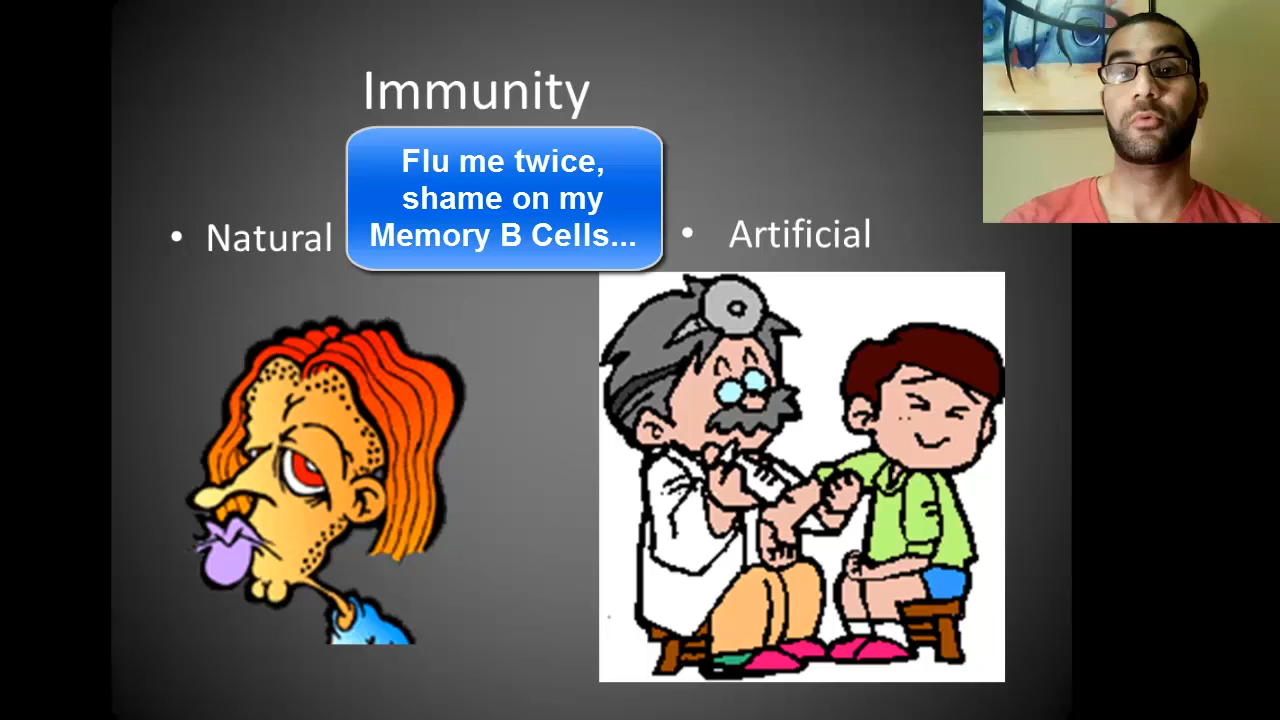 Immunity
Flu me twice,
shame on my
Memory B Cells...
• Natural
• Artificial